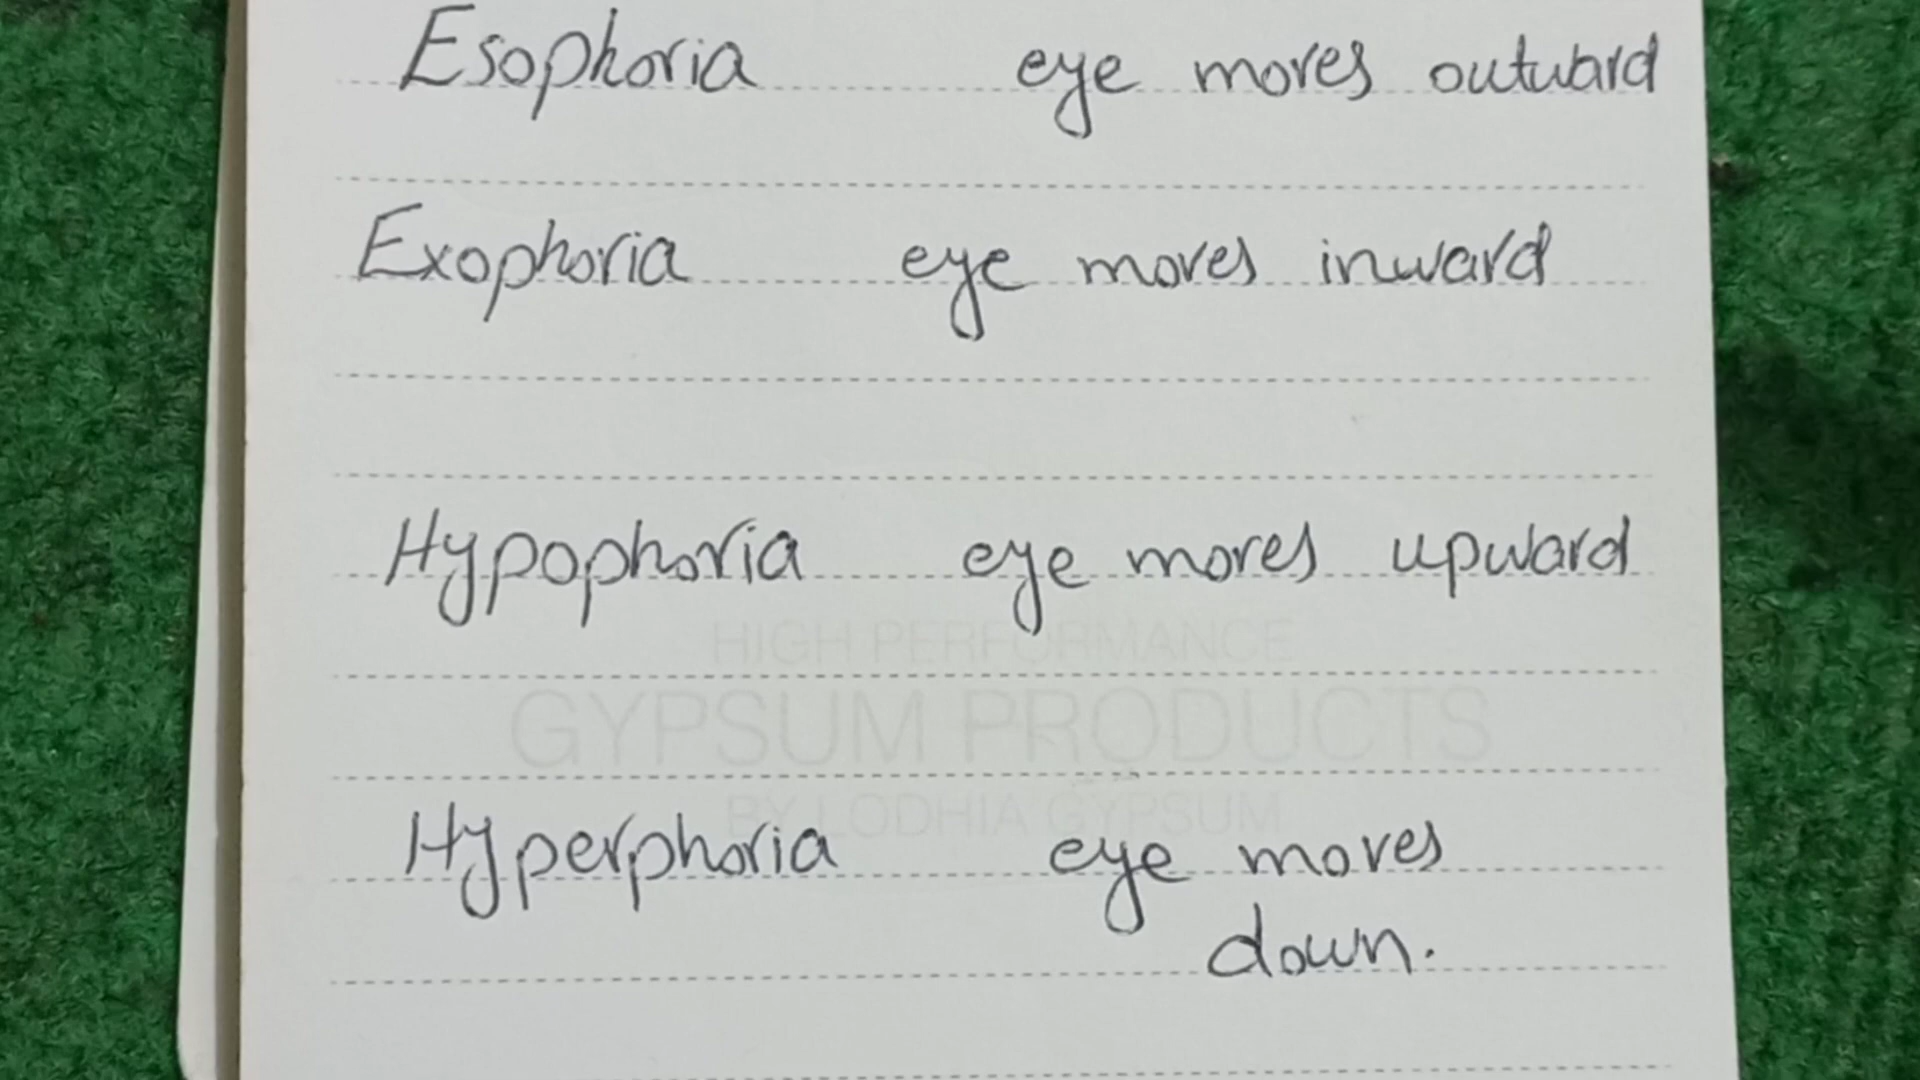 Esophoria eye moves outward
Exophoria eye moves inward
Hypophoria eye moves upward
HIGH PERFORMANCE
GYPSUM PRODUCTS
BY LODHIA GYPSUM
Hyperphoria eye moves
down.